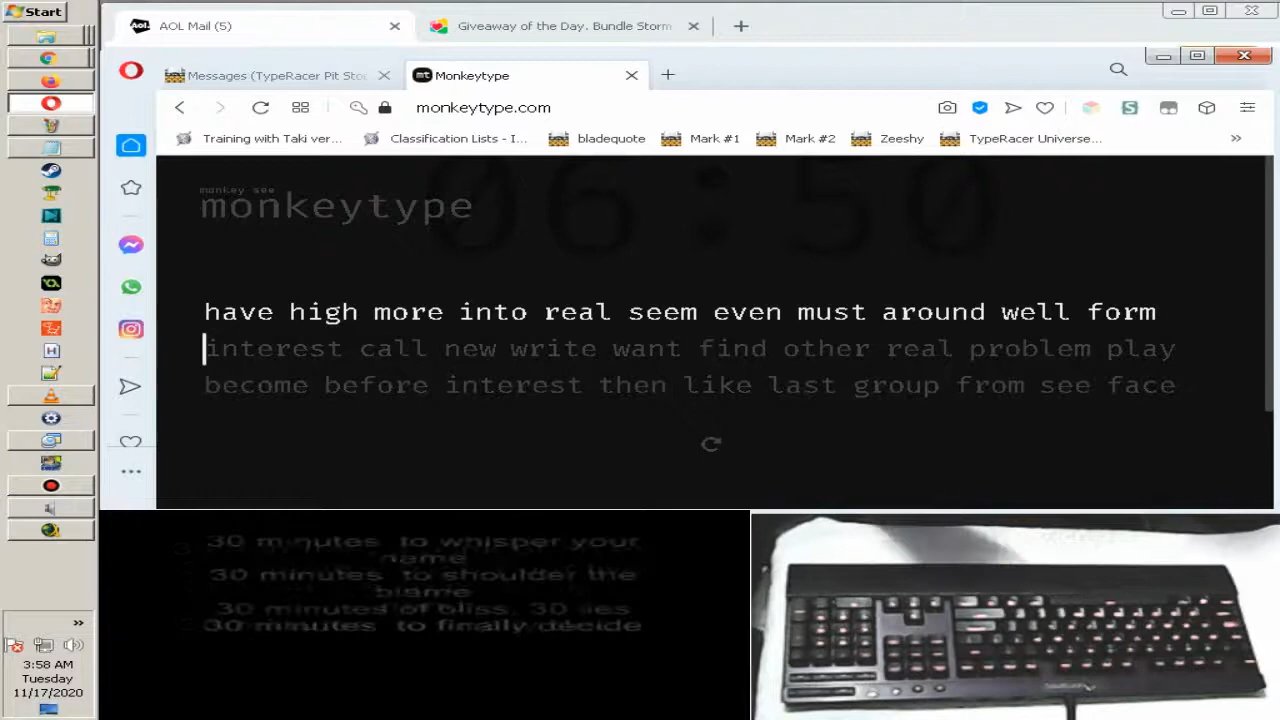 Start
AOL Mail (5)
Giveaway of the Day. Bundle Storm
Messages (TypeRacer Pit Sto
mt Monkeytype
monkeytype.com
Training with Taki ver...
Classification Lists - I...
bladequote
Mark #1
Mark #2
Zeeshy
TypeRacer Universe...
06:50
monkey see
monkeytype
have high more into real seem even must around well form
interest call new write want find other real problem play
become before interest then like last group from see face
30 minutes to whisper your
name
30 minutes to shoulder the
blame
30 minutes of bliss, 30 lies
30 minutes to finally decide
3:58 AM
Tuesday
11/17/2020